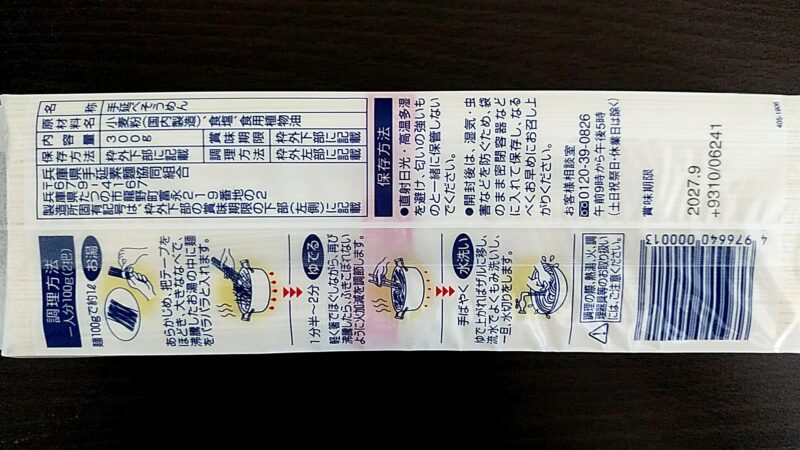 名 称 手延べそうめん
原材料名 小麦粉(国内製造)、食塩、食用植物油
内容量 300g 賞味期限 枠外下部に記載
保存方法 枠外下部に記載 調理方法 枠外左部に記載
兵庫県手延素麺協同組合
〒679-4167
兵庫県たつの市龍野町富永219番地の2
製造所固有記号は、枠外下部の賞味期限の下部(左側)に記載
保存方法
●直射日光・高温多湿
を避け、匂いの強いも
のと一緒に保管しない
でください。
●開封後は、湿気・虫
害などを防ぐため、袋
のまま密閉容器など
に入れて保存し、なる
べくお早めにお召し上
がりください。
お客様相談室
0120-39-0826
午前9時から午後5時
(土日祝祭日・休業日は除く)
賞味期限
2027.9
+9310/06241
405-1906
調理方法
一人分100g(2把)
麺100gで約1ℓ お湯
あらかじめ、把テープを
ほどき、大きななべで、
沸騰したお湯の中に麺
をパラパラと入れます。
1分半~2分 ゆでる
軽く箸でほぐしながら、再び
沸騰したら、ふきこぼれない
ように火加減を調節します。
手ばやく 水洗い
ゆで上がればザルに移し、
流水でよくもみ洗いし、
一旦、水切りをします。
調理の際、熱湯、火、調
理器具等のお取り扱い
には、ご注意ください。
4 976640 000013